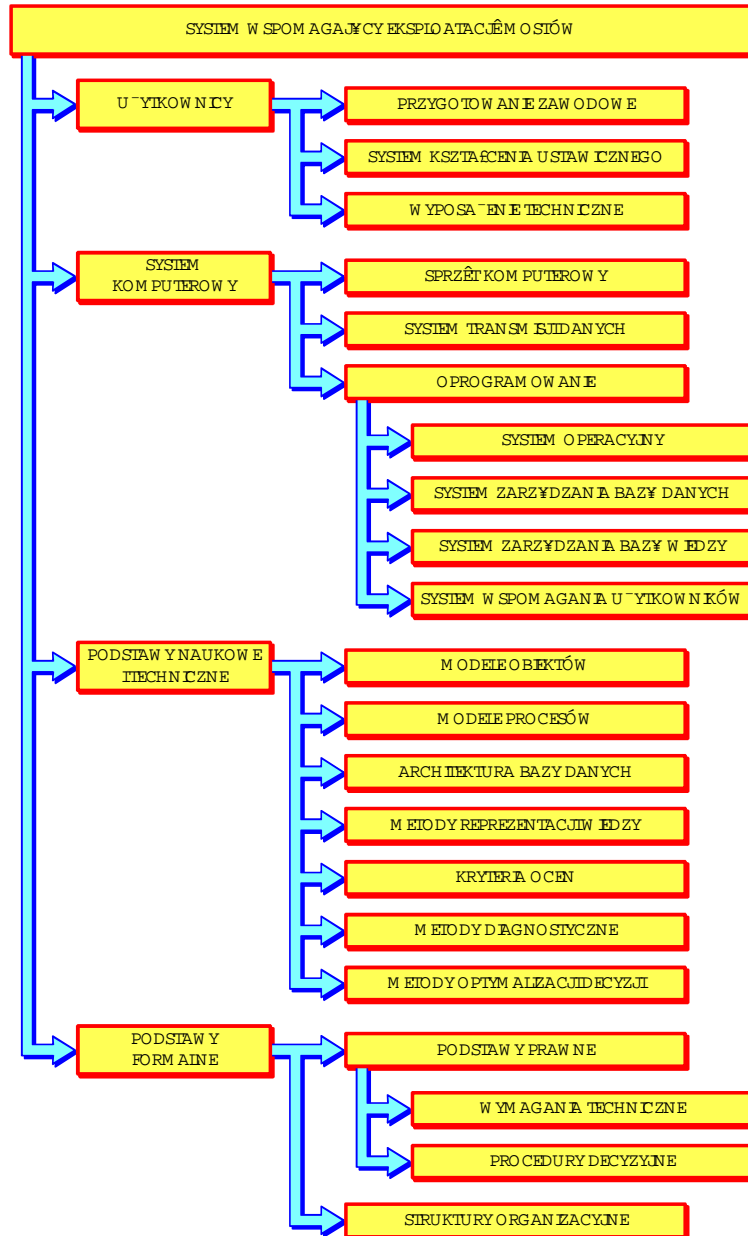 SYSTEM WSPOMAGAJ¥CY EKSPLOATACJÊ MOSTÓW
U¯YTKOWNICY
PRZYGOTOWANIE ZAWODOWE
SYSTEM KSZTA£CENIA USTAWICZNEGO
WYPOSA¯ENIE TECHNICZNE
SYSTEM
KOMPUTEROWY
SPRZÊT KOMPUTEROWY
SYSTEM TRANSMISJI DANYCH
OPROGRAMOWANIE
SYSTEM OPERACYJNY
SYSTEM ZARZ¥DZANIA BAZ¥ DANYCH
SYSTEM ZARZ¥DZANIA BAZ¥ WIEDZY
SYSTEM WSPOMAGANIA U¯YTKOWNIKÓW
PODSTAWY NAUKOWE
I TECHNICZNE
MODELE OBIEKTÓW
MODELE PROCESÓW
ARCHITEKTURA BAZY DANYCH
METODY REPREZENTACJI WIEDZY
KRYTERIA OCEN
METODY DIAGNOSTYCZNE
METODY OPTYMALIZACJI DECYZJI
PODSTAWY
FORMALNE
PODSTAWY PRAWNE
WYMAGANIA TECHNICZNE
PROCEDURY DECYZYJNE
STRUKTURY ORGANIZACYJNE